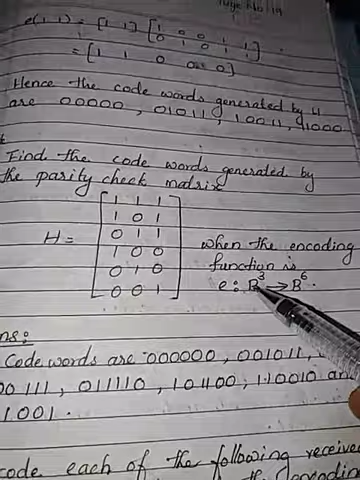 Page No 19
e(1 1) = [1 1] [1 0 0 1 1
0 1 0 1 1].
= [1 1 0 0 0]
Hence the code words generated by H
are 00000, 01011, 10011, 11000
Find the code words generated by
the parity check matrix
H = [1 1 1
1 0 1
0 1 1
1 0 0
0 1 0
0 0 1] when the encoding
function is
e : B³ → B⁶.
ns:
Code words are 000000, 001011,
00111, 011110, 101100, 110010 an
1001.
code each of the following receive